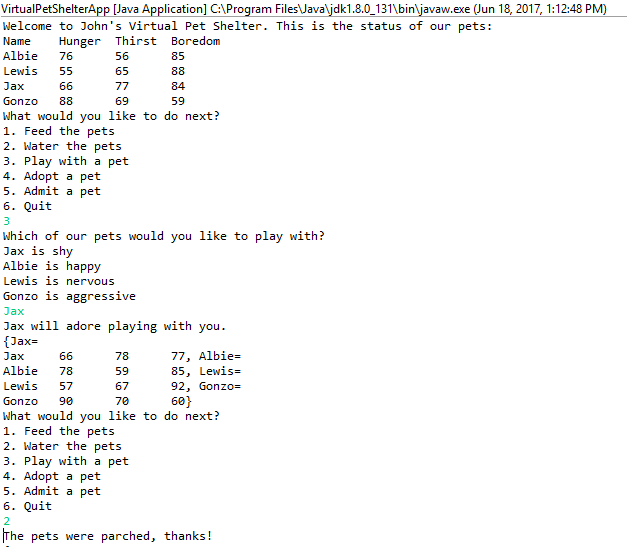 VirtualPetShelterApp [Java Application] C:\Program Files\Java\jdk1.8.0_131\bin\javaw.exe (Jun 18, 2017, 1:12:48 PM)
Welcome to John's Virtual Pet Shelter. This is the status of our pets:
Name    Hunger  Thirst  Boredom
Albie   76      56      85
Lewis   55      65      88
Jax     66      77      84
Gonzo   88      69      59
What would you like to do next?
1. Feed the pets
2. Water the pets
3. Play with a pet
4. Adopt a pet
5. Admit a pet
6. Quit
3
Which of our pets would you like to play with?
Jax is shy
Albie is happy
Lewis is nervous
Gonzo is aggressive
Jax
Jax will adore playing with you.
{Jax=
Jax     66      78      77, Albie=
Albie   78      59      85, Lewis=
Lewis   57      67      92, Gonzo=
Gonzo   90      70      60}
What would you like to do next?
1. Feed the pets
2. Water the pets
3. Play with a pet
4. Adopt a pet
5. Admit a pet
6. Quit
2
The pets were parched, thanks!